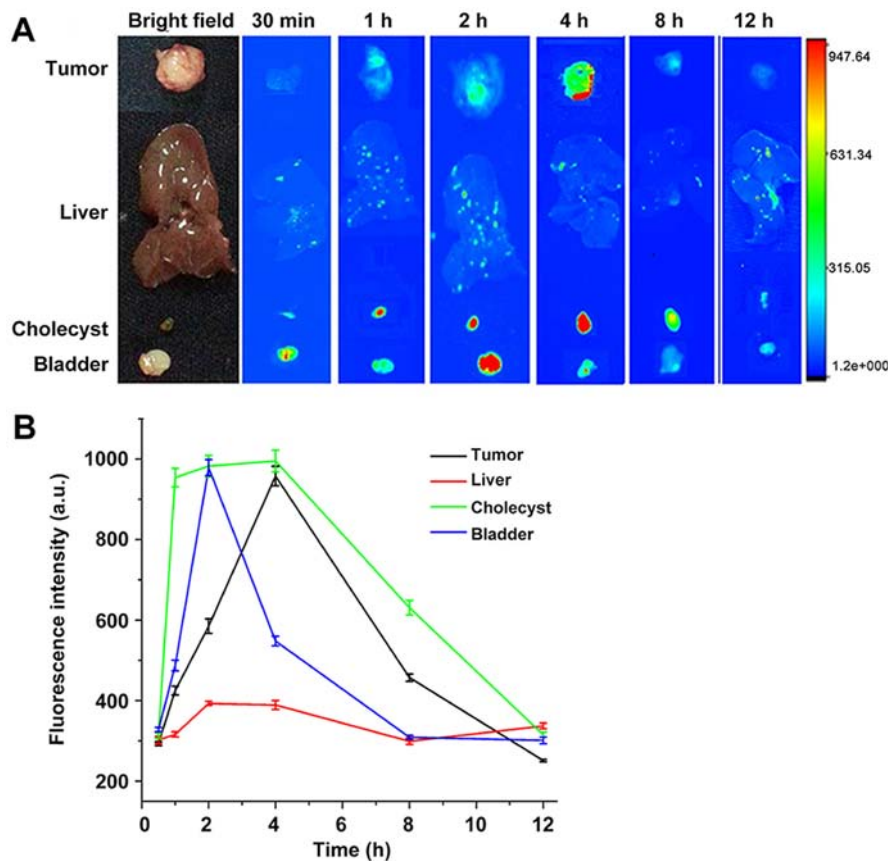 A
Bright field 30 min 1 h 2 h 4 h 8 h 12 h
Tumor
Liver
Cholecyst
Bladder
947.64
631.34
315.05
1.2e+000
B
Fluorescence intensity (a.u.)
1000
800
600
400
200
0 2 4 6 8 10 12
Time (h)
Tumor
Liver
Cholecyst
Bladder